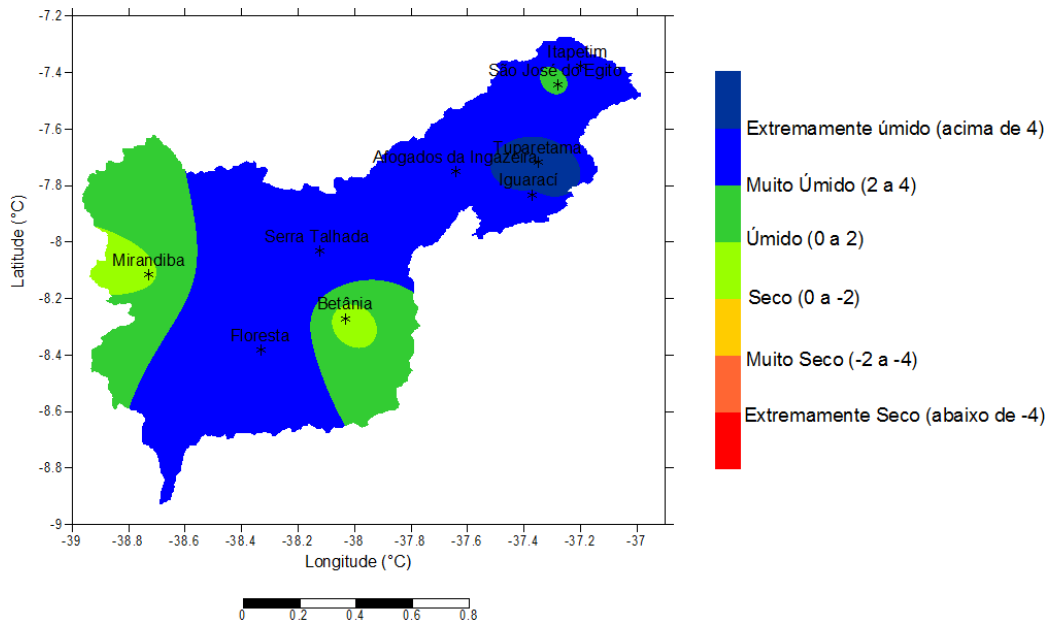 -7.2
-7.4
-7.6
-7.8
-8
-8.2
-8.4
-8.6
-8.8
-9
Latitude (°C)
-39
-38.8
-38.6
-38.4
-38.2
-38
-37.8
-37.6
-37.4
-37.2
-37
Longitude (°C)
Itapetim
São José do Egito
Tuparetama
Afogados da Ingazeira
Iguaraci
Serra Talhada
Mirandiba
Betânia
Floresta
Extremamente úmido (acima de 4)
Muito Úmido (2 a 4)
Úmido (0 a 2)
Seco (0 a -2)
Muito Seco (-2 a -4)
Extremamente Seco (abaixo de -4)
0
0.2
0.4
0.6
0.8